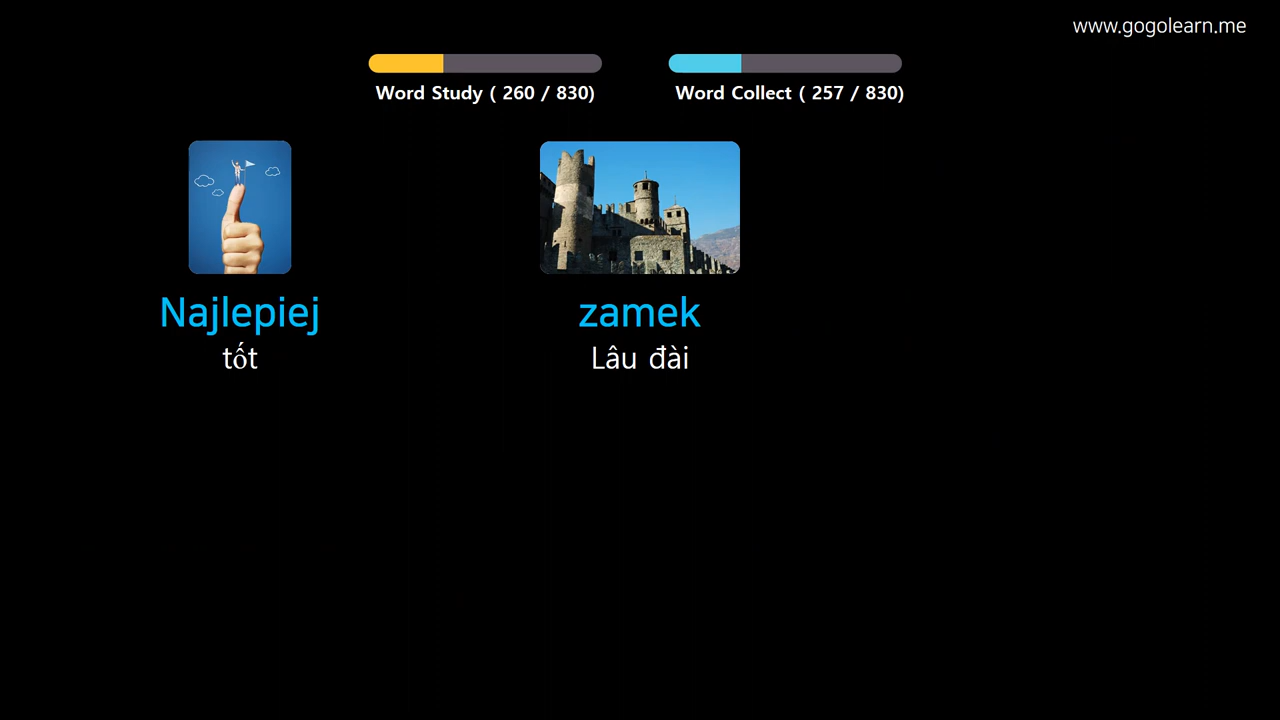 www.gogolearn.me
Word Study ( 260 / 830)
Word Collect ( 257 / 830)
Najlepiej
zamek
tốt
Lâu đài